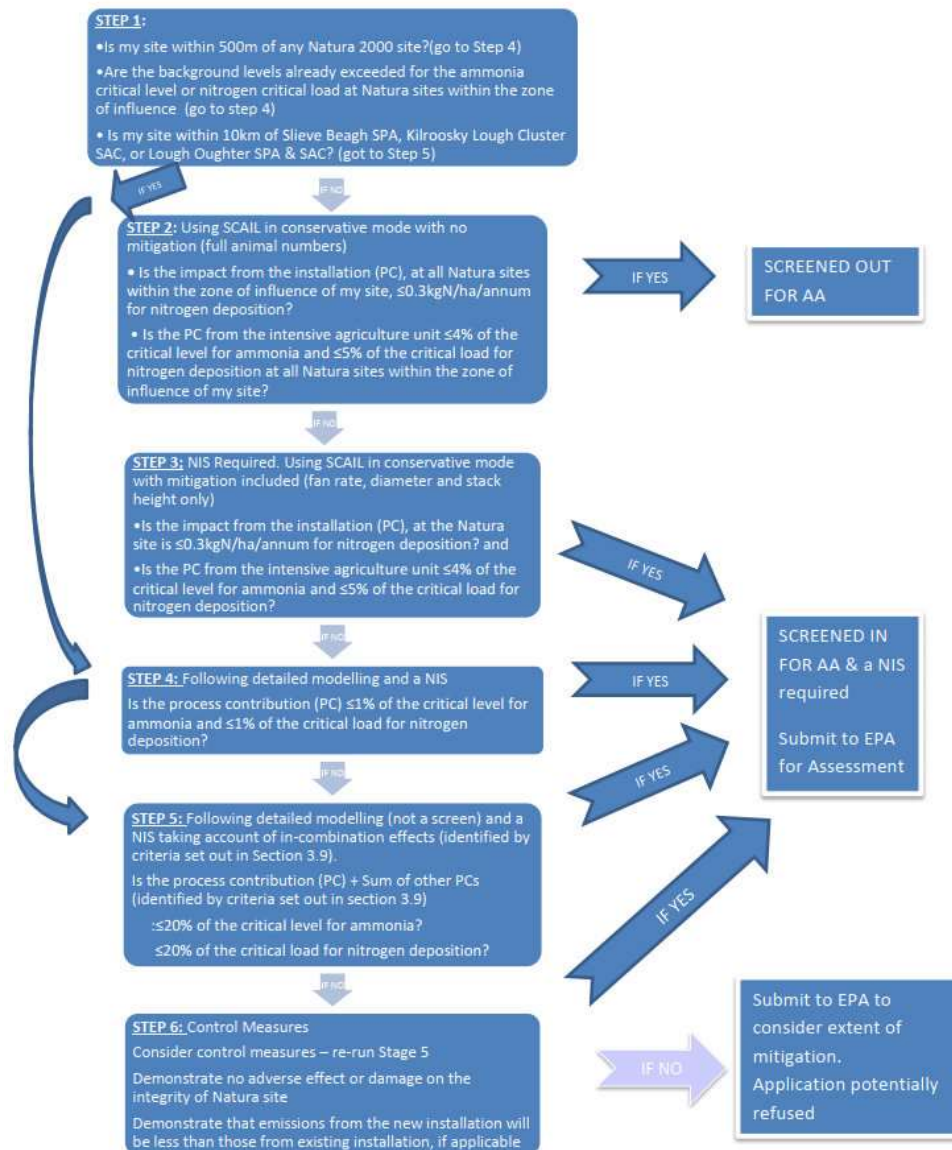 STEP 1:
•Is my site within 500m of any Natura 2000 site?(go to Step 4)
•Are the background levels already exceeded for the ammonia
critical level or nitrogen critical load at Natura sites within the zone
of influence  (go to step 4)
• Is my site within 10km of Slieve Beagh SPA, Kilroosky Lough Cluster
SAC, or Lough Oughter SPA & SAC? (got to Step 5)
IF YES
IF NO
STEP 2: Using SCAIL in conservative mode with no
mitigation (full animal numbers)
• Is the impact from the installation (PC), at all Natura sites
within the zone of influence of my site, ≤0.3kgN/ha/annum
for nitrogen deposition?
• Is the PC from the intensive agriculture unit ≤4% of the
critical level for ammonia and ≤5% of the critical load for
nitrogen deposition at all Natura sites within the zone of
influence of my site?
IF YES
SCREENED OUT
FOR AA
IF NO
STEP 3; NIS Required. Using SCAIL in conservative mode
with mitigation included (fan rate, diameter and stack
height only)
•Is the impact from the installation (PC), at the Natura
site is ≤0.3kgN/ha/annum for nitrogen deposition? and
•Is the PC from the intensive agriculture unit ≤4% of the
critical level for ammonia and ≤5% of the critical load for
nitrogen deposition?
IF YES
IF NO
STEP 4: Following detailed modelling and a NIS
Is the process contribution (PC) ≤1% of the critical level for
ammonia and ≤1% of the critical load for nitrogen
deposition?
IF YES
SCREENED IN
FOR AA & a NIS
required
Submit to EPA
for Assessment
IF NO
IF YES
STEP 5: Following detailed modelling (not a screen) and a
NIS taking account of in-combination effects (identified by
criteria set out in Section 3.9).
Is the process contribution (PC) + Sum of other PCs
(identified by criteria set out in section 3.9)
:≤20% of the critical level for ammonia?
≤20% of the critical load for nitrogen deposition?
IF YES
IF NO
STEP 6: Control Measures
Consider control measures – re-run Stage 5
Demonstrate no adverse effect or damage on the
integrity of Natura site
Demonstrate that emissions from the new installation will
be less than those from existing installation, if applicable
IF NO
Submit to EPA to
consider extent of
mitigation.
Application potentially
refused